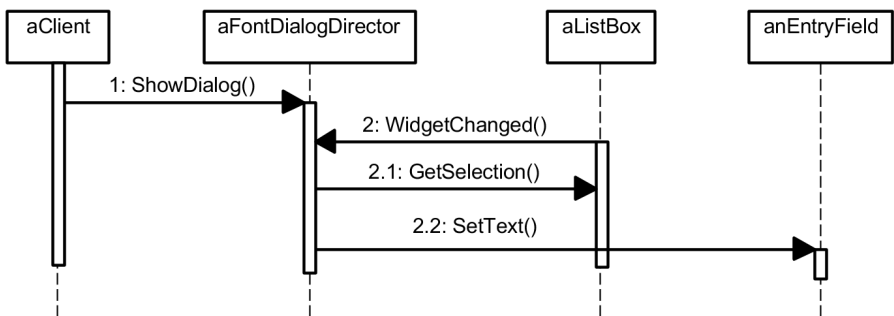 aClient
aFontDialogDirector
aListBox
anEntryField
1: ShowDialog()
2: WidgetChanged()
2.1: GetSelection()
2.2: SetText()